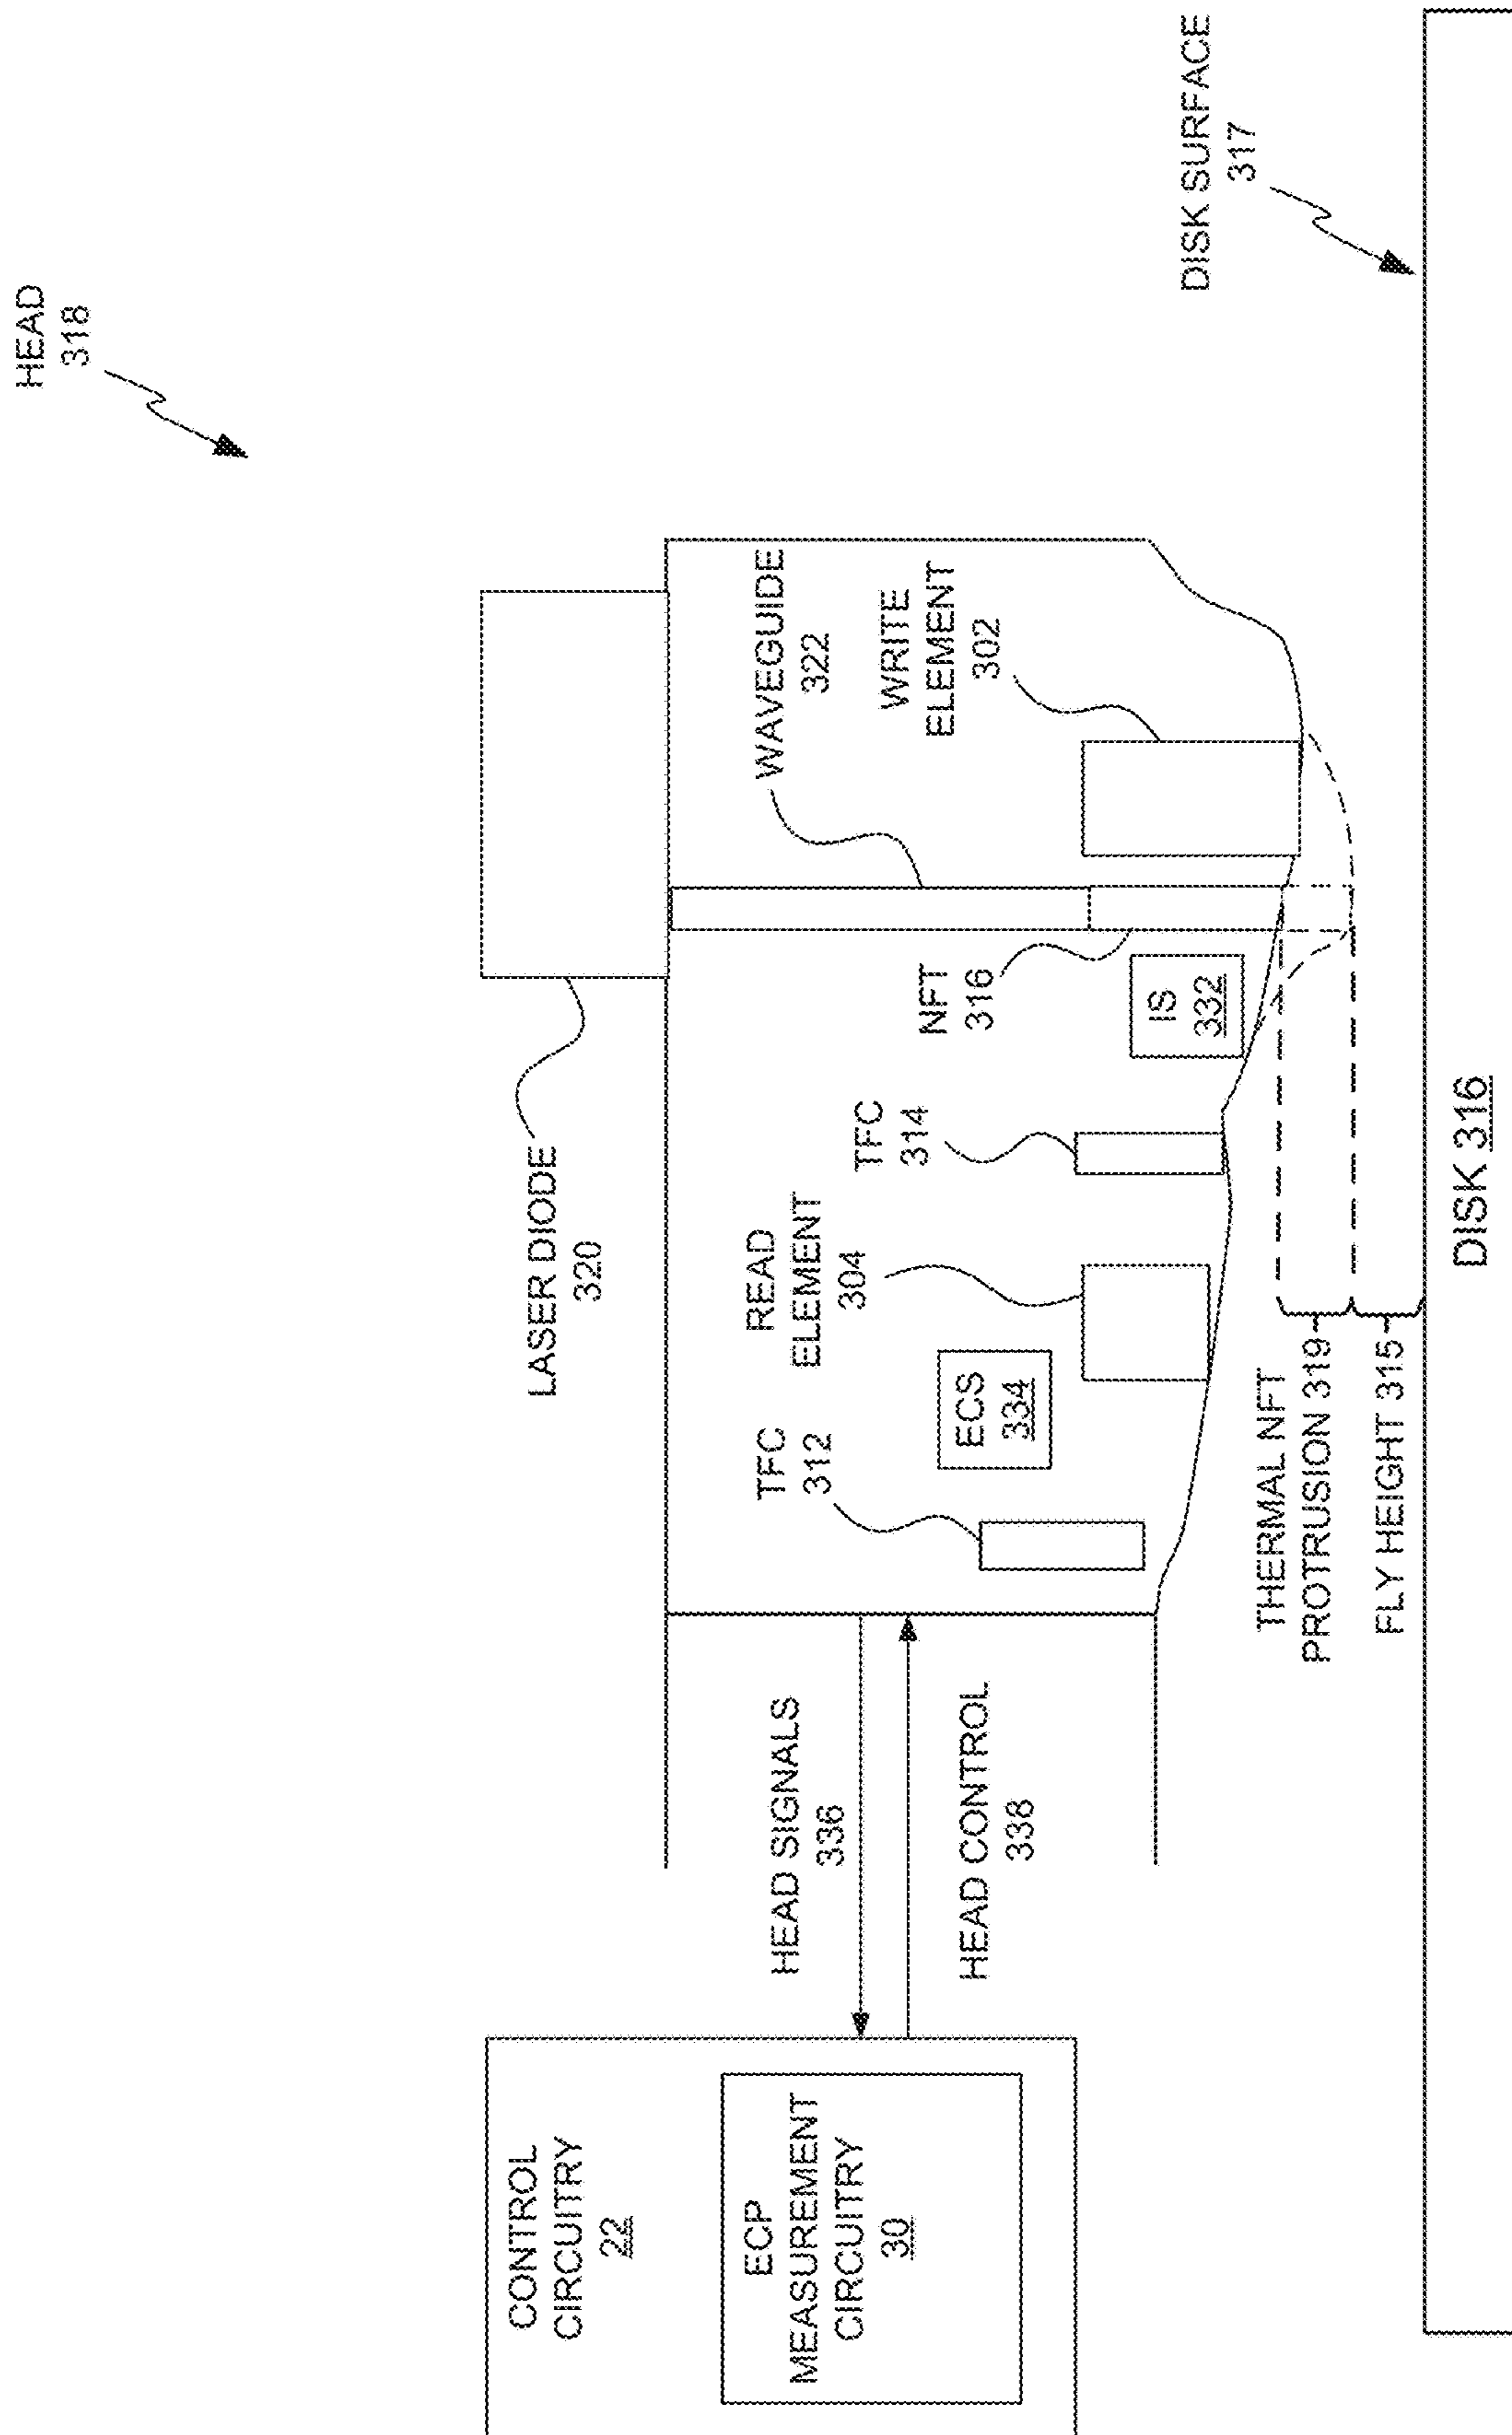 HEAD
318
LASER DIODE
320
CONTROL
CIRCUITRY
22
ECP
MEASUREMENT
CIRCUITRY
30
HEAD SIGNALS
336
HEAD CONTROL
338
TFC
312
READ
ELEMENT
304
ECS
334
TFC
314
NFT
316
IS
332
WAVEGUIDE
322
WRITE
ELEMENT
302
DISK SURFACE
317
THERMAL NFT
PROTRUSION 319
FLY HEIGHT 315
DISK 316